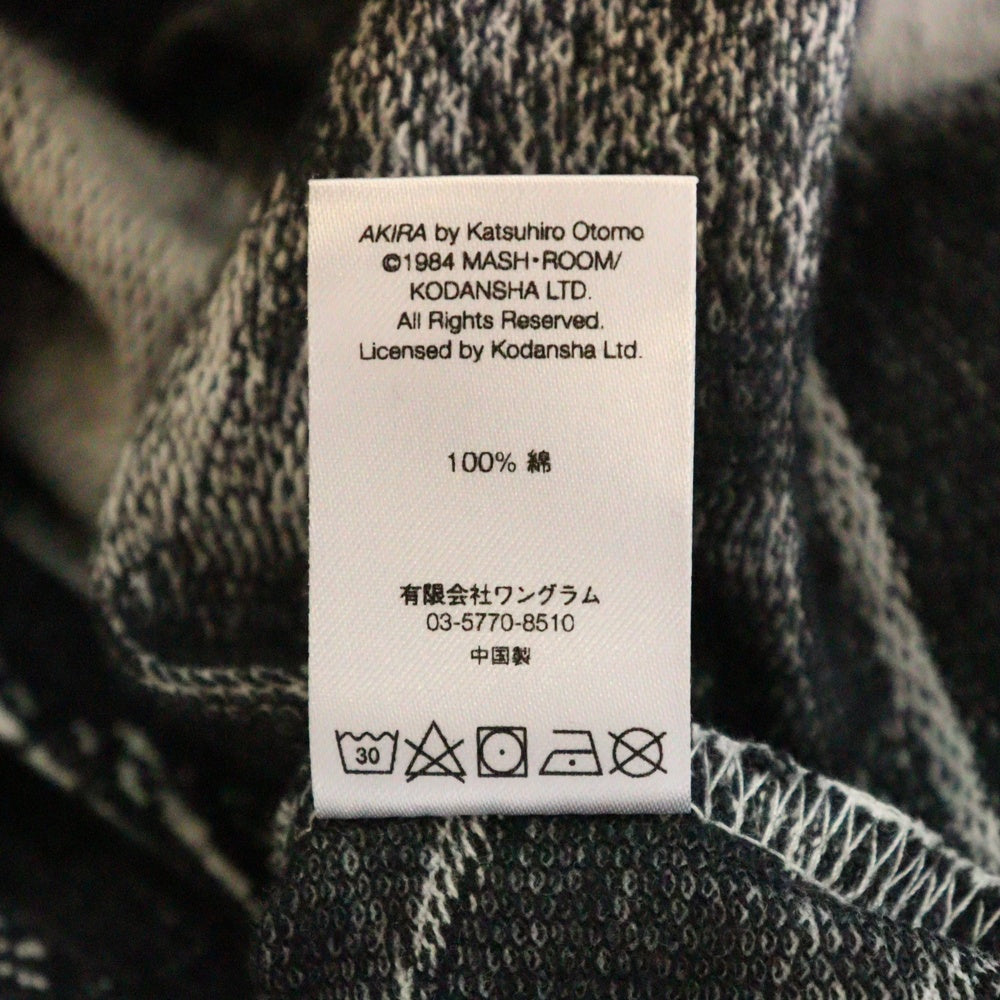 AKIRA by Katsuhiro Otomo
©1984 MASH・ROOM/
KODANSHA LTD.
All Rights Reserved.
Licensed by Kodansha Ltd.
100% 綿
有限会社ワングラム
03-5770-8510
中国製
30